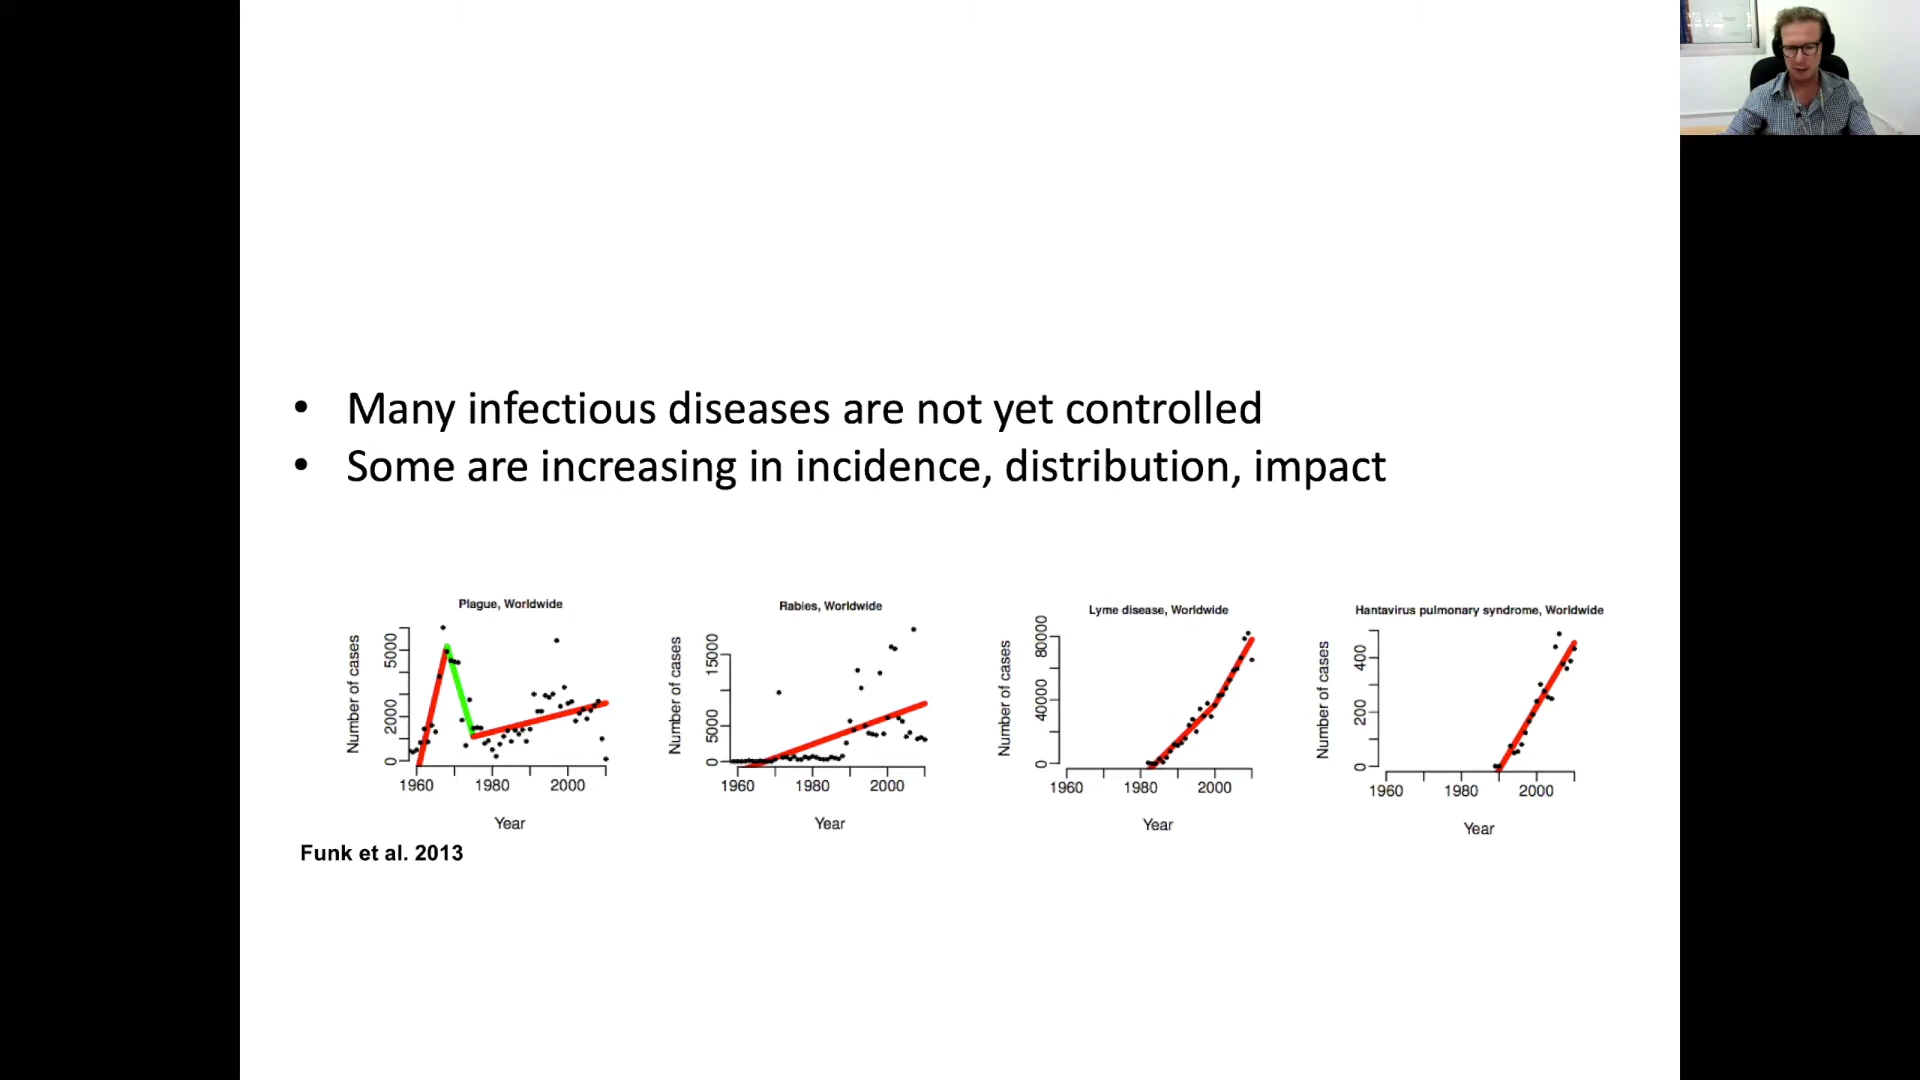 • Many infectious diseases are not yet controlled
• Some are increasing in incidence, distribution, impact
Plague, Worldwide
Number of cases
0 2000 5000
1960 1980 2000
Year
Rabies, Worldwide
Number of cases
0 5000 15000
1960 1980 2000
Year
Lyme disease, Worldwide
Number of cases
0 40000 80000
1960 1980 2000
Year
Hantavirus pulmonary syndrome, Worldwide
Number of cases
0 200 400
1960 1980 2000
Year
Funk et al. 2013